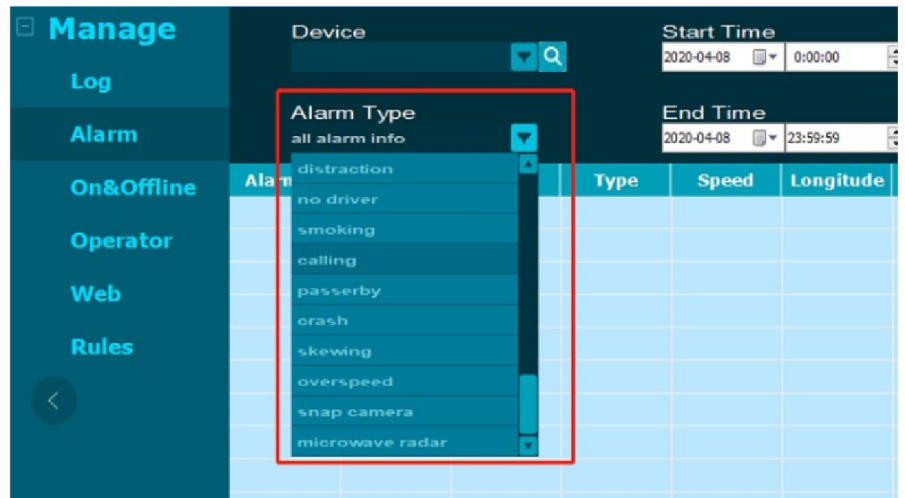 Manage
Log
Alarm
On&Offline
Operator
Web
Rules
Device
Start Time
2020-04-08 0:00:00
Alarm Type
all alarm info
End Time
2020-04-08 23:59:59
distraction
no driver
smoking
calling
passerby
crash
skewing
overspeed
snap camera
microwave radar
Alarm Type Speed Longitude